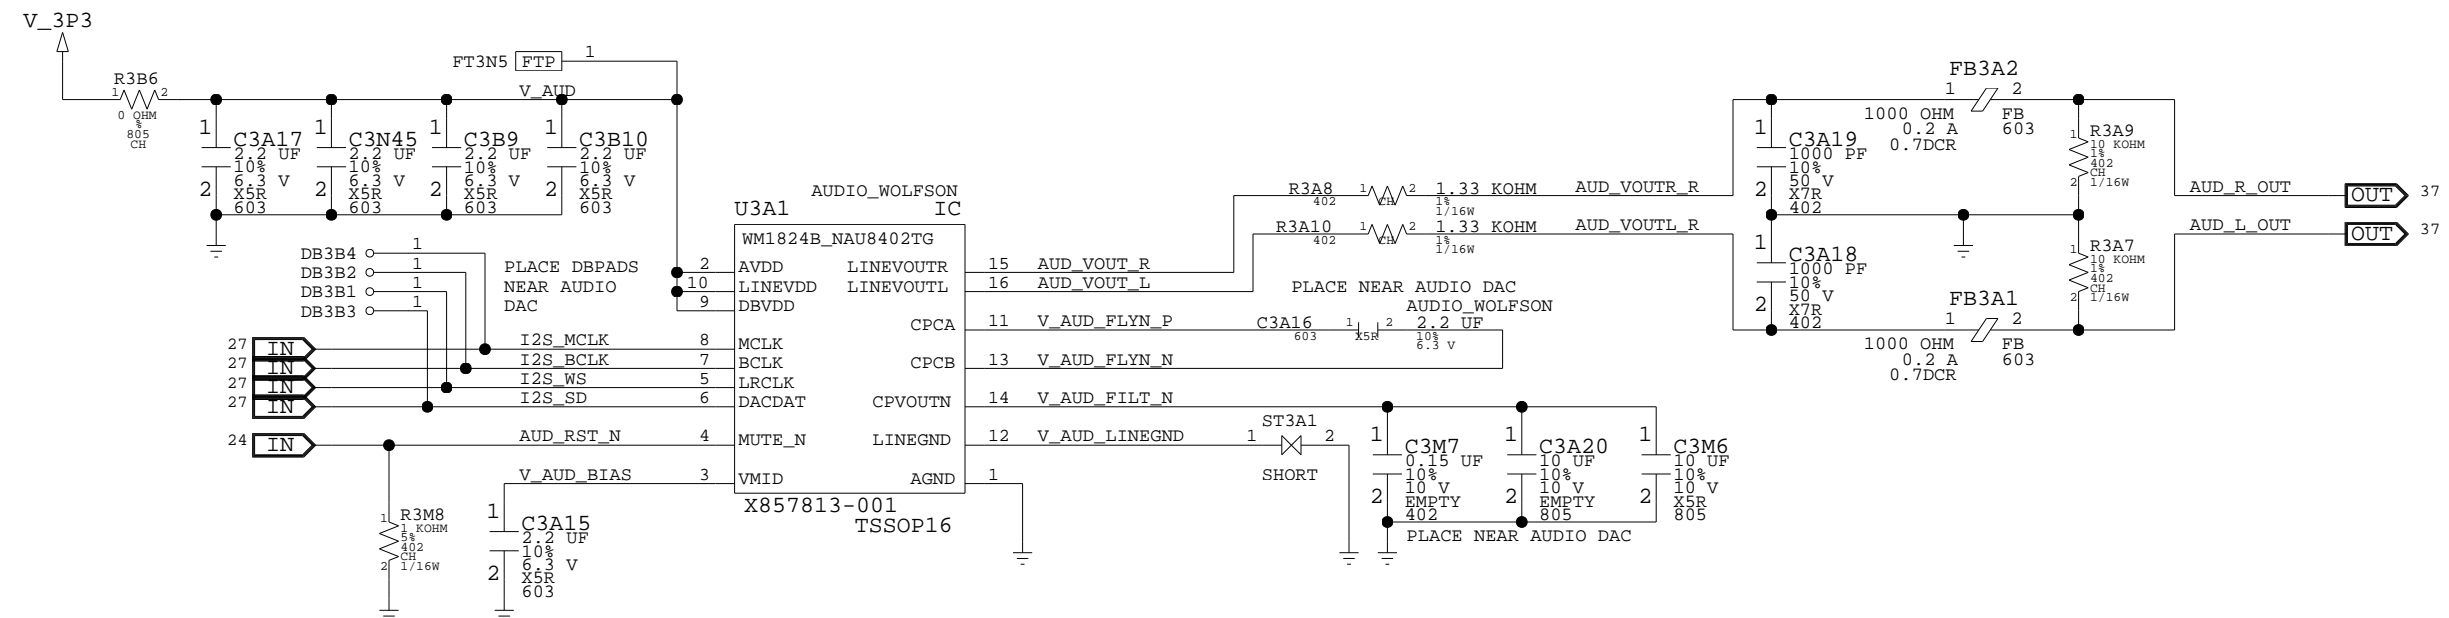 V_3P3
R3B6
1 2
0 OHM
%
805
CH
FT3N5 FTP 1
V_AUD
1 C3A17
2.2 UF
10%
6.3 V
2 X5R
603
1 C3N45
2.2 UF
10%
6.3 V
2 X5R
603
1 C3B9
2.2 UF
10%
6.3 V
2 X5R
603
1 C3B10
2.2 UF
10%
6.3 V
2 X5R
603
AUDIO_WOLFSON
U3A1 IC
WM1824B_NAU8402TG
DB3B4 1
DB3B2 1
DB3B1 1
DB3B3 1
PLACE DBPADS
NEAR AUDIO
DAC
2 AVDD
10 LINEVDD
9 DBVDD
27 IN I2S_MCLK 8 MCLK
27 IN I2S_BCLK 7 BCLK
27 IN I2S_WS 5 LRCLK
27 IN I2S_SD 6 DACDAT
24 IN AUD_RST_N 4 MUTE_N
V_AUD_BIAS 3 VMID
LINEVOUTR 15 AUD_VOUT_R
LINEVOUTL 16 AUD_VOUT_L
CPCA 11 V_AUD_FLYN_P
CPCB 13 V_AUD_FLYN_N
CPVOUTN 14 V_AUD_FILT_N
LINEGND 12 V_AUD_LINEGND
AGND 1
X857813-001
TSSOP16
1 R3M8
1 KOHM
5%
402
CH
2 1/16W
1 C3A15
2.2 UF
10%
6.3 V
2 X5R
603
R3A8 1 2 1.33 KOHM AUD_VOUTR_R
402 CH 1%
1/16W
R3A10 1 2 1.33 KOHM AUD_VOUTL_R
402 CH 1%
1/16W
PLACE NEAR AUDIO DAC
AUDIO_WOLFSON
C3A16 1 2 2.2 UF
603 X5R 10%
6.3 V
ST3A1
1 2
SHORT
1 C3M7
0.15 UF
10%
10 V
2 EMPTY
402
1 C3A20
10 UF
10%
10 V
2 EMPTY
805
1 C3M6
10 UF
10%
10 V
2 X5R
805
PLACE NEAR AUDIO DAC
FB3A2
1 2
1000 OHM FB
0.2 A 603
0.7DCR
1 C3A19
1000 PF
10%
50 V
2 X7R
402
1 C3A18
1000 PF
10%
50 V
2 X7R
402
FB3A1
1 2
1000 OHM FB
0.2 A 603
0.7DCR
R3A9
1 10 KOHM
1%
402
CH
2 1/16W
R3A7
1 10 KOHM
1%
402
CH
2 1/16W
AUD_R_OUT OUT 37
AUD_L_OUT OUT 37